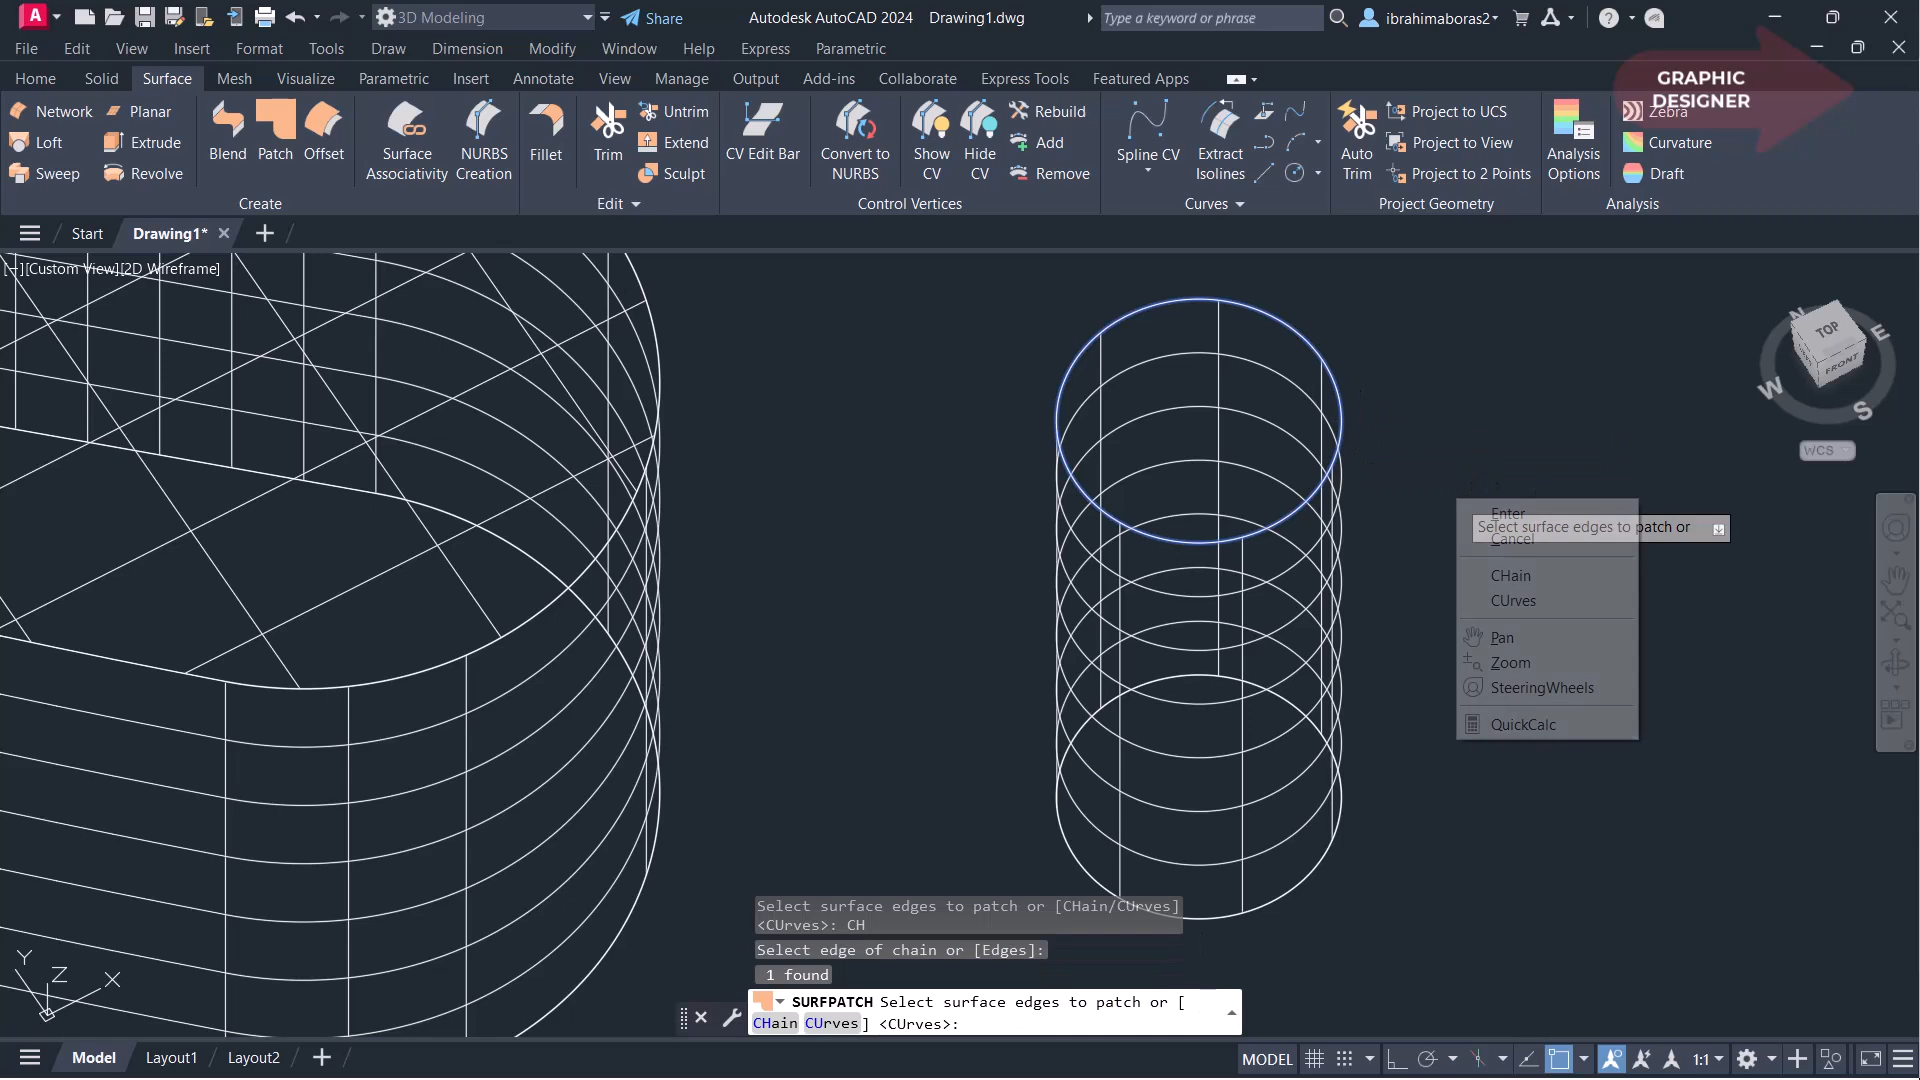 3D Modeling
Share
Autodesk AutoCAD 2024 Drawing1.dwg
Type a keyword or phrase
ibrahimaboras2
File Edit View Insert Format Tools Draw Dimension Modify Window Help Express Parametric
Home Solid Surface Mesh Visualize Parametric Insert Annotate View Manage Output Add-ins Collaborate Express Tools Featured Apps
GRAPHIC
DESIGNER
Network Planar
Loft Extrude
Sweep Revolve
Blend Patch Offset
Surface
Associativity
NURBS
Creation
Create
Fillet
Trim
Untrim
Extend
Sculpt
Edit
CV Edit Bar
Convert to
NURBS
Show
CV
Hide
CV
Rebuild
Add
Remove
Control Vertices
Spline CV
Extract
Isolines
Curves
Auto
Trim
Project to UCS
Project to View
Project to 2 Points
Project Geometry
Analysis
Options
Zebra
Curvature
Draft
Analysis
Start Drawing1*
[−][Custom View][2D Wireframe]
N
E
TOP
FRONT
W
S
WCS
Enter
Select surface edges to patch or
Cancel
CHain
CUrves
Pan
Zoom
SteeringWheels
QuickCalc
Y
Z
X
Select surface edges to patch or [CHain/CUrves]
<CUrves>: CH
Select edge of chain or [Edges]:
1 found
SURFPATCH Select surface edges to patch or [
CHain CUrves] <CUrves>:
Model Layout1 Layout2
MODEL
1:1